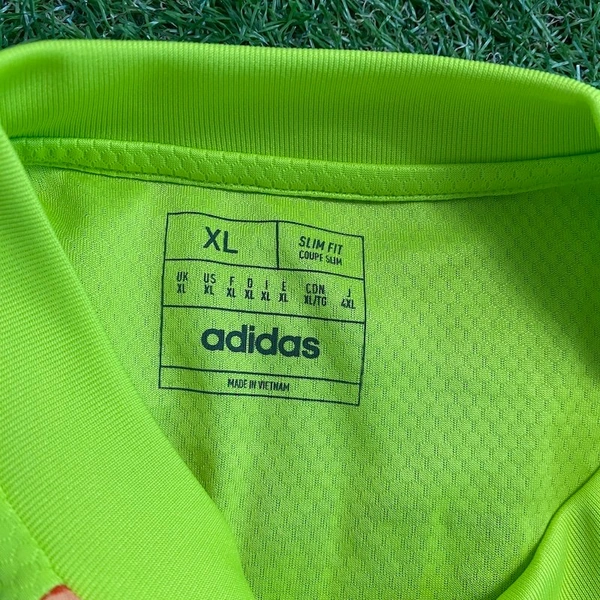 XL
SLIM FIT
COUPE SLIM
UK US F D I E CDN J
XL XL XL XL XL XL XL/TG 4XL
adidas
MADE IN VIETNAM